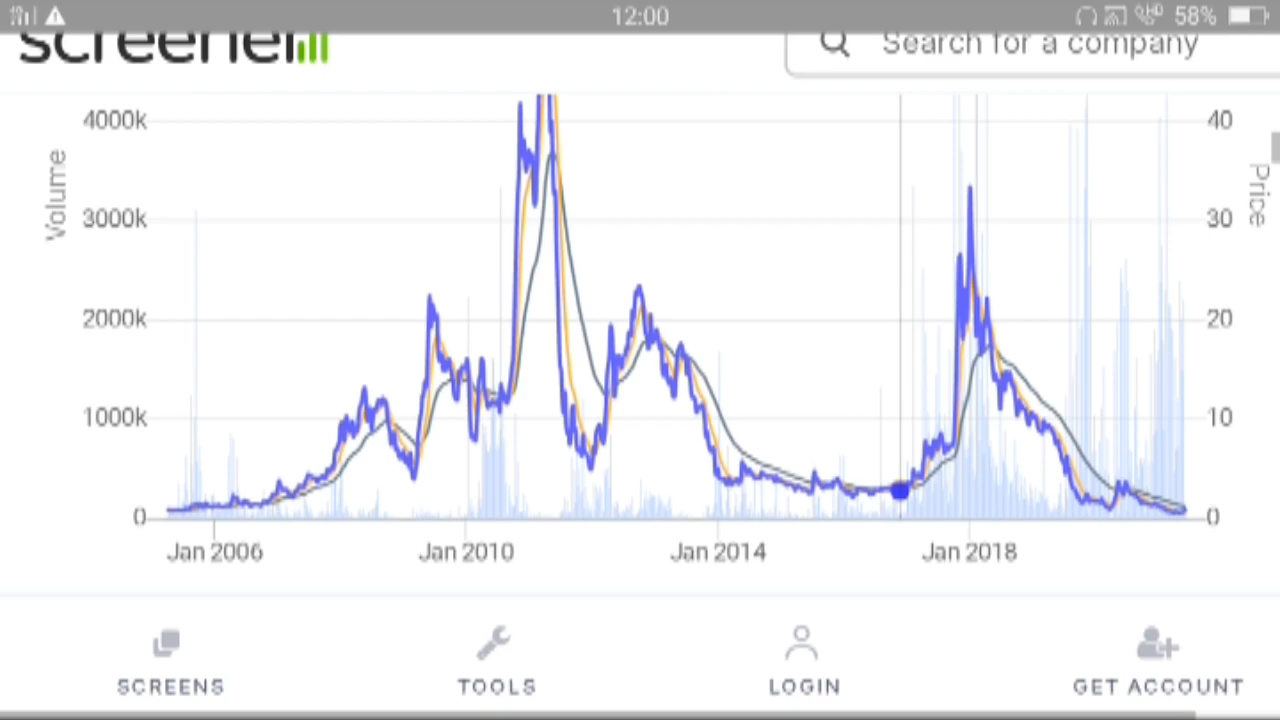 12:00 58%
screener
Search for a company
Volume
Price
4000k 40
3000k 30
2000k 20
1000k 10
0 0
Jan 2006 Jan 2010 Jan 2014 Jan 2018
SCREENS TOOLS LOGIN GET ACCOUNT